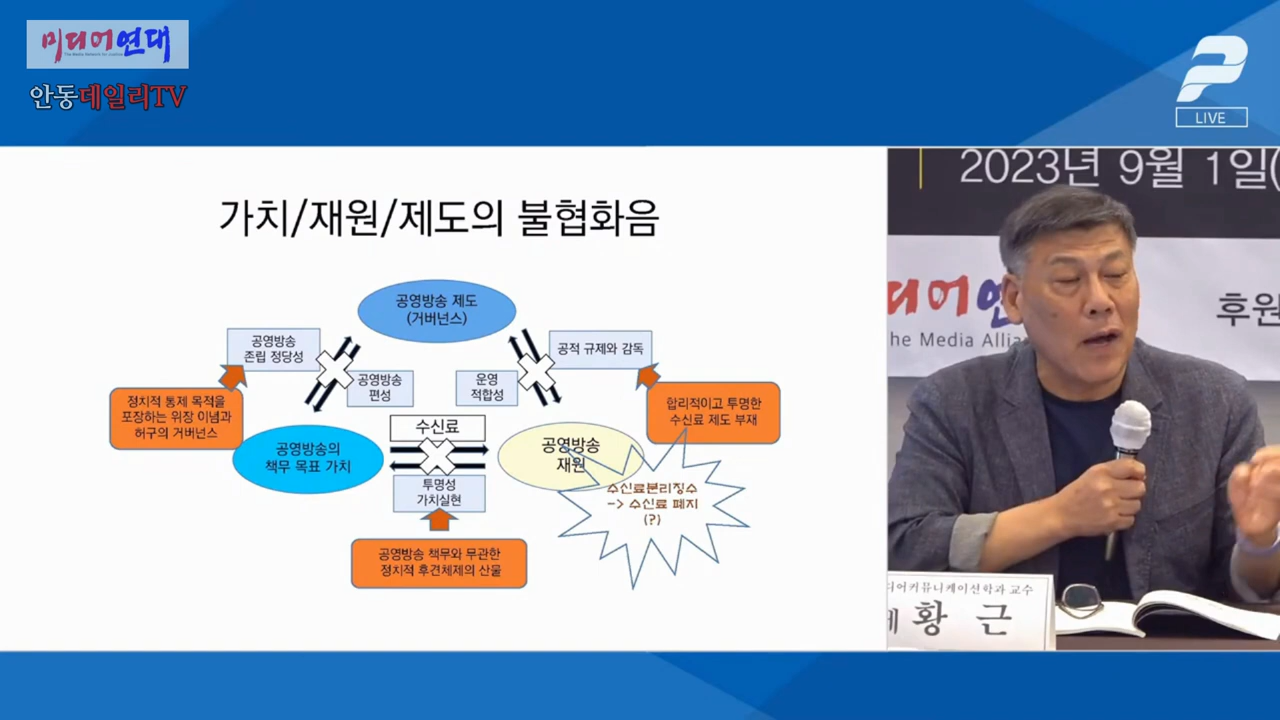 미디어연대
The Media Network for Justice
안동데일리TV
LIVE
가치/재원/제도의 불협화음
공영방송 제도
(거버넌스)
공영방송
존립 정당성
공적 규제와 감독
공영방송
편성
운영
적합성
정치적 통제 목적을
포장하는 위장 이념과
허구의 거버넌스
합리적이고 투명한
수신료 제도 부재
수신료
공영방송의
책무 목표 가치
공영방송
재원
투명성
가치실현
수신료분리징수
-> 수신료 폐지
(?)
공영방송 책무와 무관한
정치적 후견체제의 산물
2023년 9월 1일(
디어연
후원
he Media Allia
디어커뮤니케이션학과 교수
제 황 근